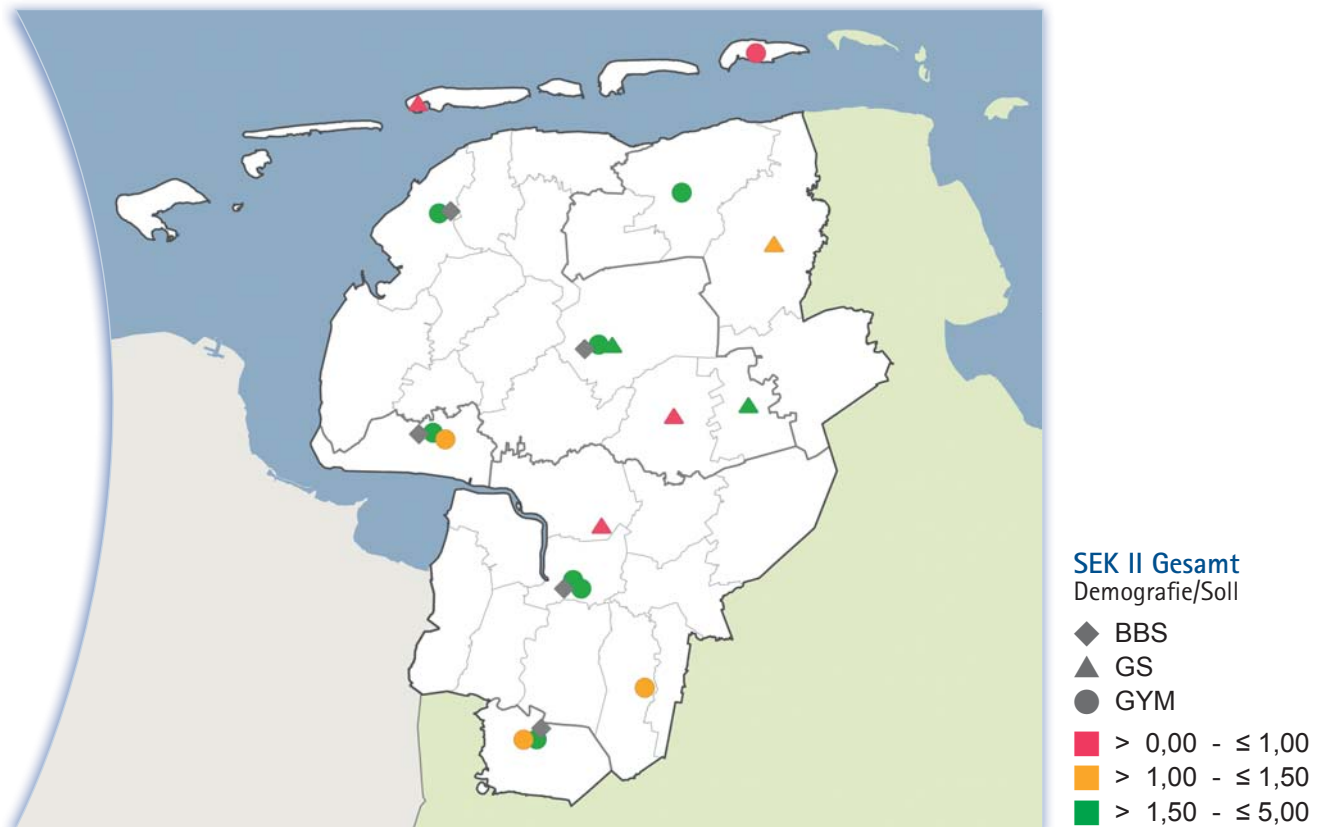 SEK II Gesamt
Demografie/Soll
BBS
GS
GYM
> 0,00 - ≤ 1,00
> 1,00 - ≤ 1,50
> 1,50 - ≤ 5,00